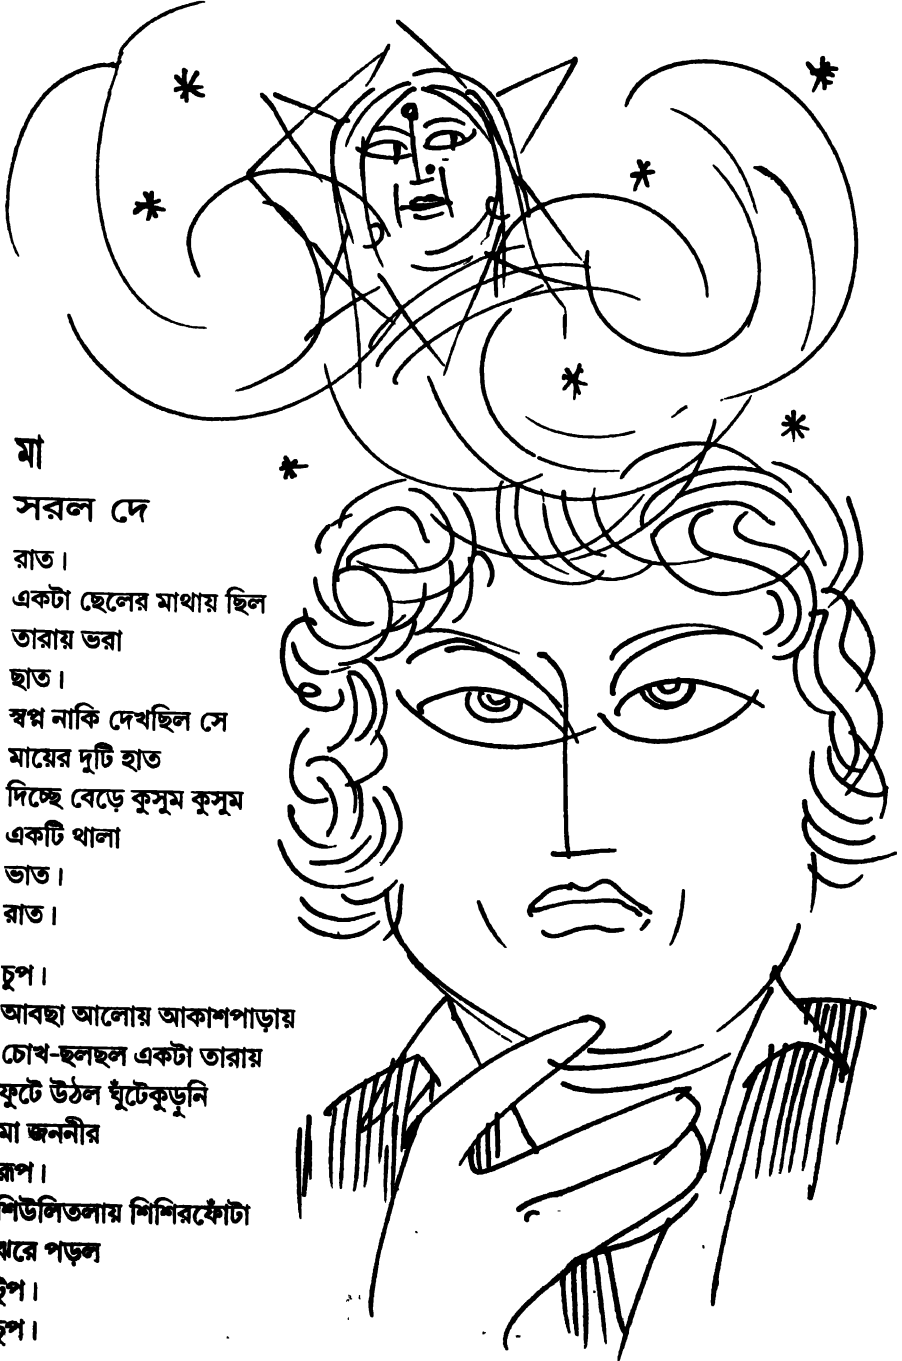 মা
সরল দে
রাত।
একটা ছেলের মাথায় ছিল
তারায় ভরা
ছাত।
স্বপ্ন নাকি দেখছিল সে
মায়ের দুটি হাত
দিচ্ছে বেড়ে কুসুম কুসুম
একটি থালা
ভাত।
রাত।
চুপ।
আবছা আলোয় আকাশপাড়ায়
চোখ-ছলছল একটা তারায়
ফুটে উঠল ঘুঁটেকুড়ুনি
মা জননীর
রূপ।
শিউলিতলায় শিশিরফোঁটা
ঝরে পড়ল
টুপ।
চুপ।